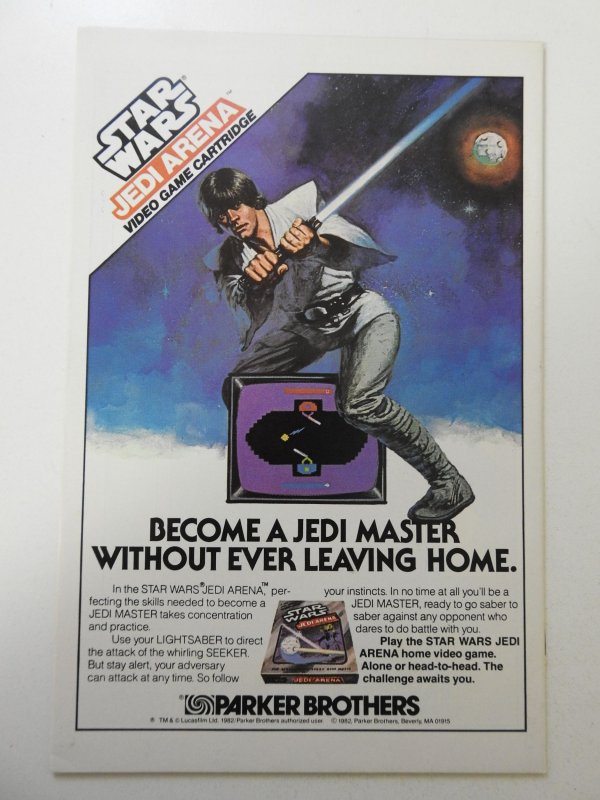 STAR
WARS®
JEDI ARENA™
VIDEO GAME CARTRIDGE
BECOME A JEDI MASTER
WITHOUT EVER LEAVING HOME.
In the STAR WARS® JEDI ARENA,™ per-
fecting the skills needed to become a
JEDI MASTER takes concentration
and practice.
Use your LIGHTSABER to direct
the attack of the whirling SEEKER.
But stay alert, your adversary
can attack at any time. So follow
your instincts. In no time at all you'll be a
JEDI MASTER, ready to go saber to
saber against any opponent who
dares to do battle with you.
Play the STAR WARS JEDI
ARENA home video game.
Alone or head-to-head. The
challenge awaits you.
STAR
WARS
JEDI ARENA
JEDI ARENA
PARKER BROTHERS
® TM & © Lucasfilm Ltd. 1982. Parker Brothers authorized user. © 1982, Parker Brothers, Beverly, MA 01915